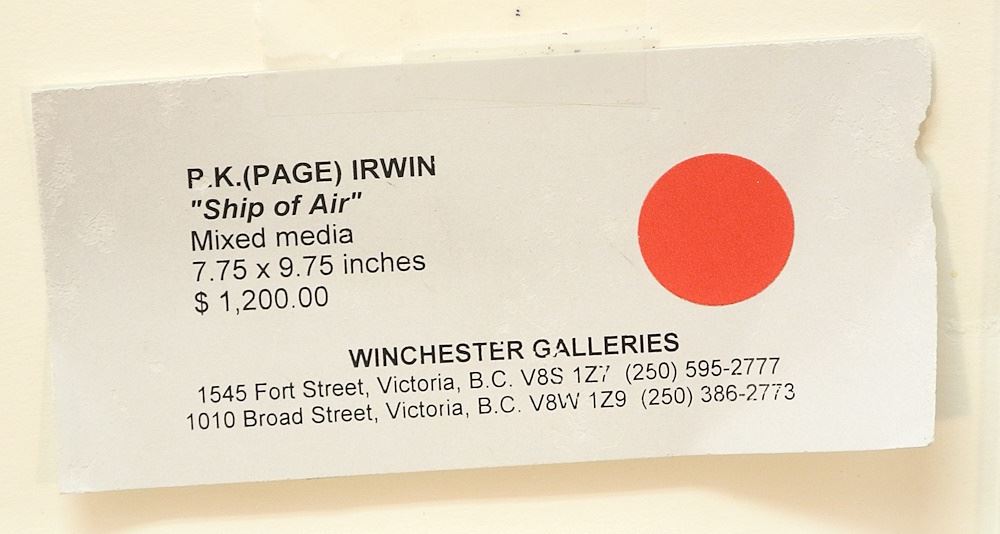 P.K.(PAGE) IRWIN
"Ship of Air"
Mixed media
7.75 x 9.75 inches
$ 1,200.00
WINCHESTER GALLERIES
1545 Fort Street, Victoria, B.C. V8S 1Z7 (250) 595-2777
1010 Broad Street, Victoria, B.C. V8W 1Z9 (250) 386-2773